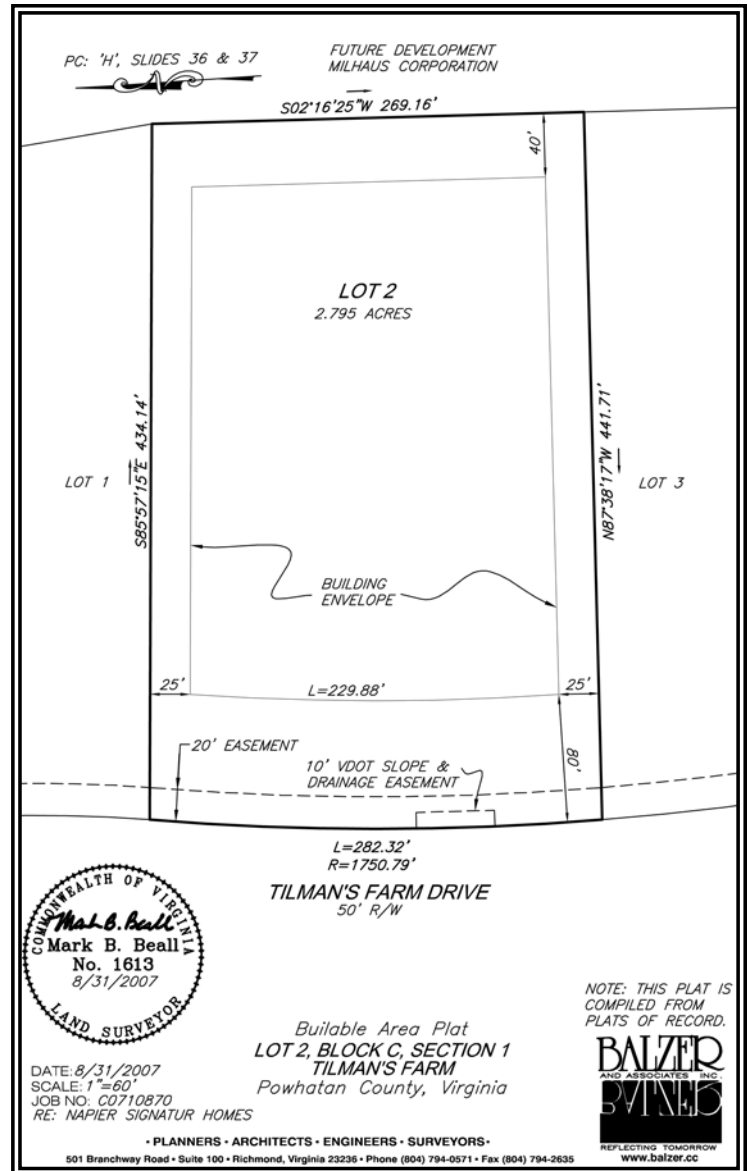 PC: 'H', SLIDES 36 & 37
N
FUTURE DEVELOPMENT
MILHAUS CORPORATION
S02°16'25"W 269.16'
40'
LOT 2
2.795 ACRES
S85°57'15"E 434.14'
LOT 1
N87°38'17"W 441.71'
LOT 3
BUILDING
ENVELOPE
25'
L=229.88'
25'
80'
20' EASEMENT
10' VDOT SLOPE &
DRAINAGE EASEMENT
L=282.32'
R=1750.79'
TILMAN'S FARM DRIVE
50' R/W
COMMONWEALTH OF VIRGINIA
Mark B. Beall
Mark B. Beall
No. 1613
8/31/2007
LAND SURVEYOR
NOTE: THIS PLAT IS
COMPILED FROM
PLATS OF RECORD.
Builable Area Plat
LOT 2, BLOCK C, SECTION 1
TILMAN'S FARM
Powhatan County, Virginia
DATE: 8/31/2007
SCALE: 1"=60'
JOB NO: C0710870
RE: NAPIER SIGNATUR HOMES
BALZER
AND ASSOCIATES INC.
REFLECTING TOMORROW
www.balzer.cc
• PLANNERS • ARCHITECTS • ENGINEERS • SURVEYORS •
501 Branchway Road • Suite 100 • Richmond, Virginia 23236 • Phone (804) 794-0571 • Fax (804) 794-2635